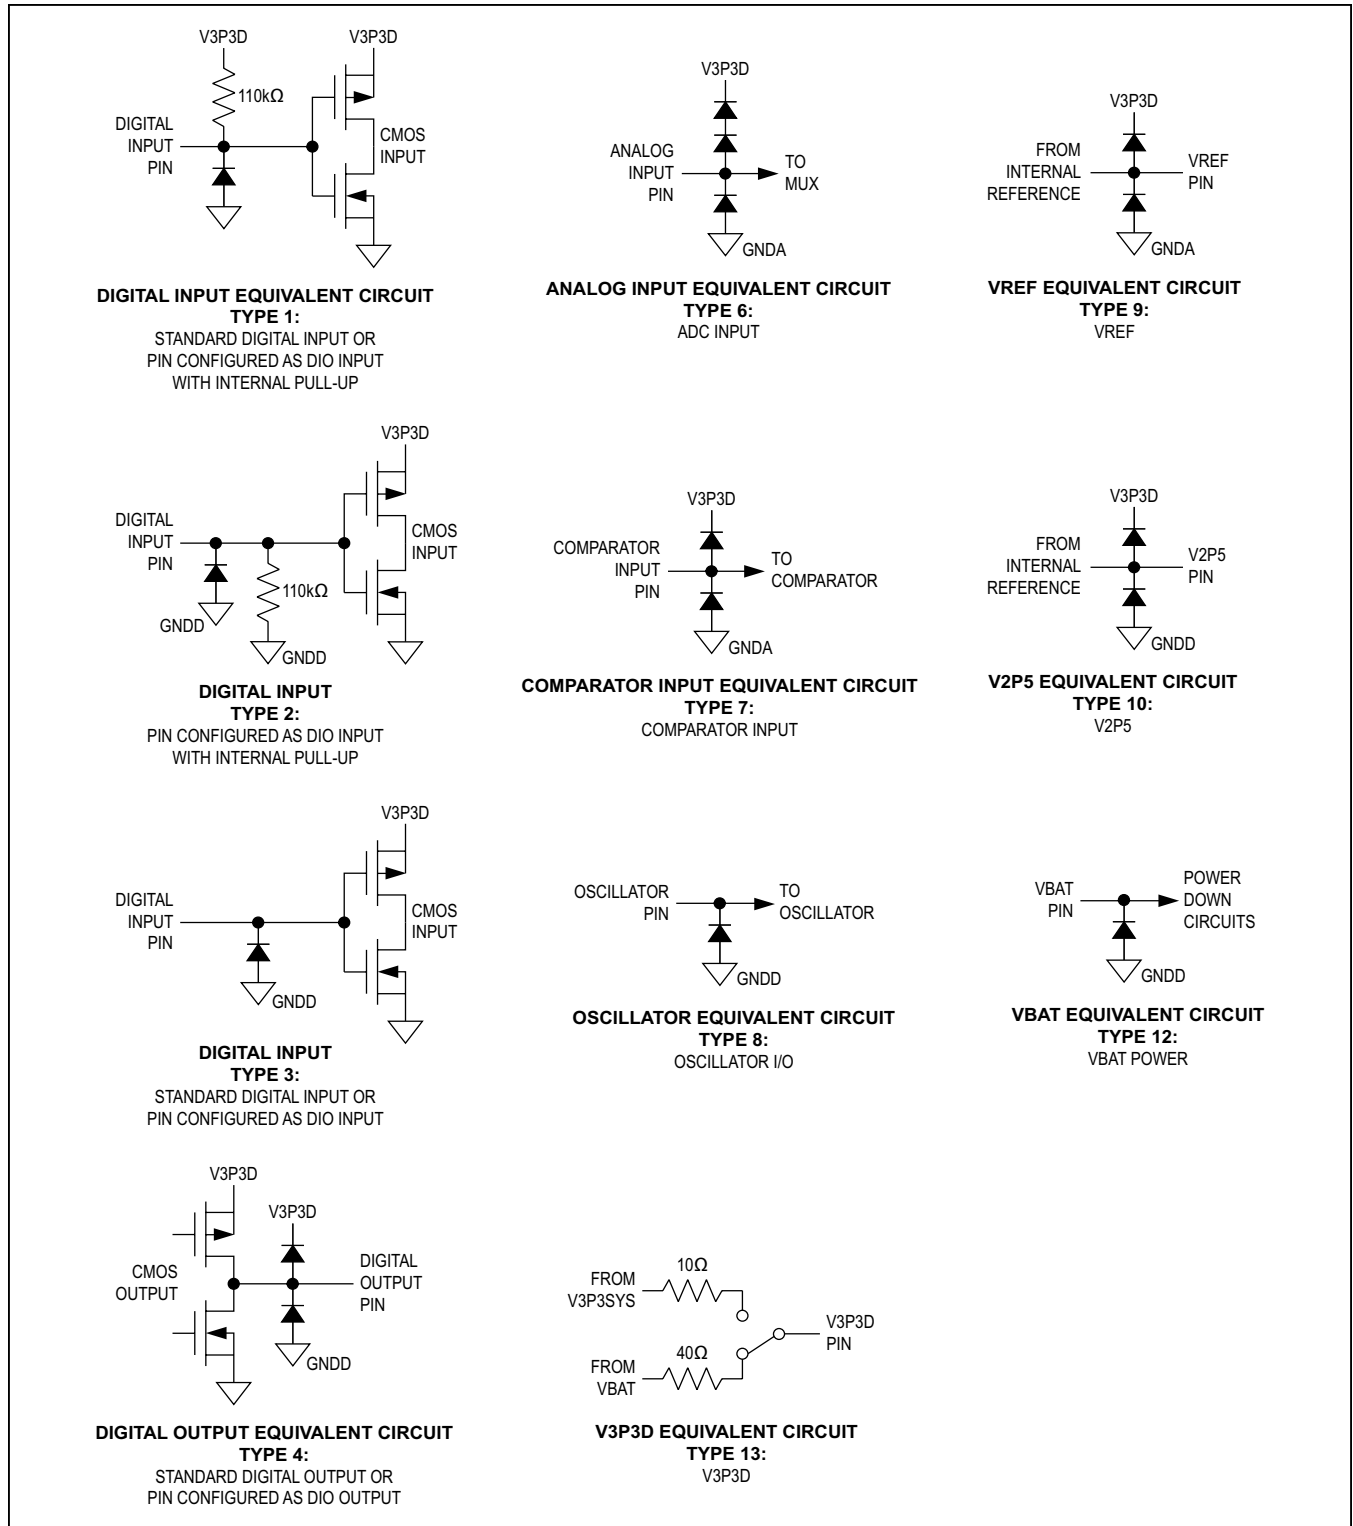 V3P3D
V3P3D
110kΩ
DIGITAL
INPUT
PIN
CMOS
INPUT
DIGITAL INPUT EQUIVALENT CIRCUIT
TYPE 1:
STANDARD DIGITAL INPUT OR
PIN CONFIGURED AS DIO INPUT
WITH INTERNAL PULL-UP
V3P3D
DIGITAL
INPUT
PIN
CMOS
INPUT
110kΩ
GNDD
GNDD
DIGITAL INPUT
TYPE 2:
PIN CONFIGURED AS DIO INPUT
WITH INTERNAL PULL-UP
V3P3D
DIGITAL
INPUT
PIN
CMOS
INPUT
GNDD
DIGITAL INPUT
TYPE 3:
STANDARD DIGITAL INPUT OR
PIN CONFIGURED AS DIO INPUT
V3P3D
V3P3D
CMOS
OUTPUT
DIGITAL
OUTPUT
PIN
GNDD
DIGITAL OUTPUT EQUIVALENT CIRCUIT
TYPE 4:
STANDARD DIGITAL OUTPUT OR
PIN CONFIGURED AS DIO OUTPUT
V3P3D
ANALOG
INPUT
PIN
TO
MUX
GNDA
ANALOG INPUT EQUIVALENT CIRCUIT
TYPE 6:
ADC INPUT
V3P3D
COMPARATOR
INPUT
PIN
TO
COMPARATOR
GNDA
COMPARATOR INPUT EQUIVALENT CIRCUIT
TYPE 7:
COMPARATOR INPUT
OSCILLATOR
PIN
TO
OSCILLATOR
GNDD
OSCILLATOR EQUIVALENT CIRCUIT
TYPE 8:
OSCILLATOR I/O
10Ω
FROM
V3P3SYS
V3P3D
PIN
40Ω
FROM
VBAT
V3P3D EQUIVALENT CIRCUIT
TYPE 13:
V3P3D
V3P3D
FROM
INTERNAL
REFERENCE
VREF
PIN
GNDA
VREF EQUIVALENT CIRCUIT
TYPE 9:
VREF
V3P3D
FROM
INTERNAL
REFERENCE
V2P5
PIN
GNDD
V2P5 EQUIVALENT CIRCUIT
TYPE 10:
V2P5
VBAT
PIN
POWER
DOWN
CIRCUITS
GNDD
VBAT EQUIVALENT CIRCUIT
TYPE 12:
VBAT POWER